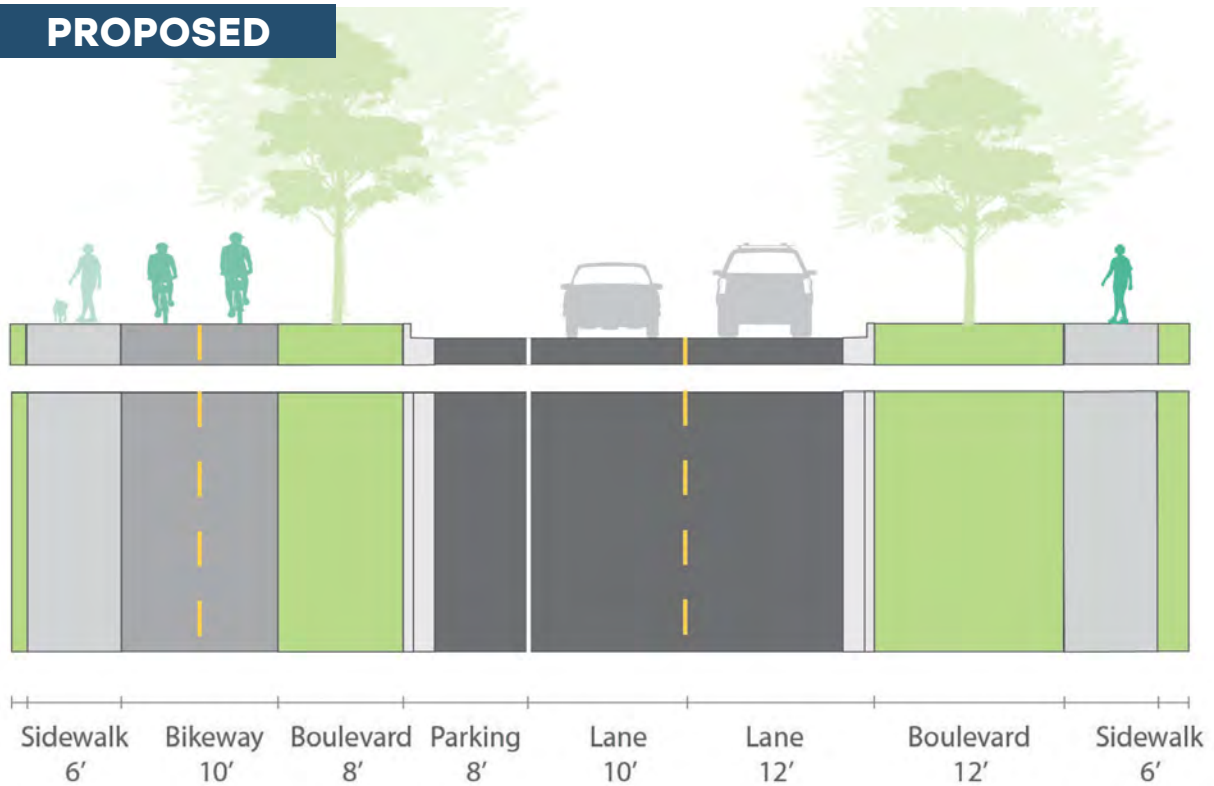 PROPOSED
Sidewalk Bikeway Boulevard Parking Lane Lane Boulevard Sidewalk
6’ 10’ 8’ 8’ 10’ 12’ 12’ 6’